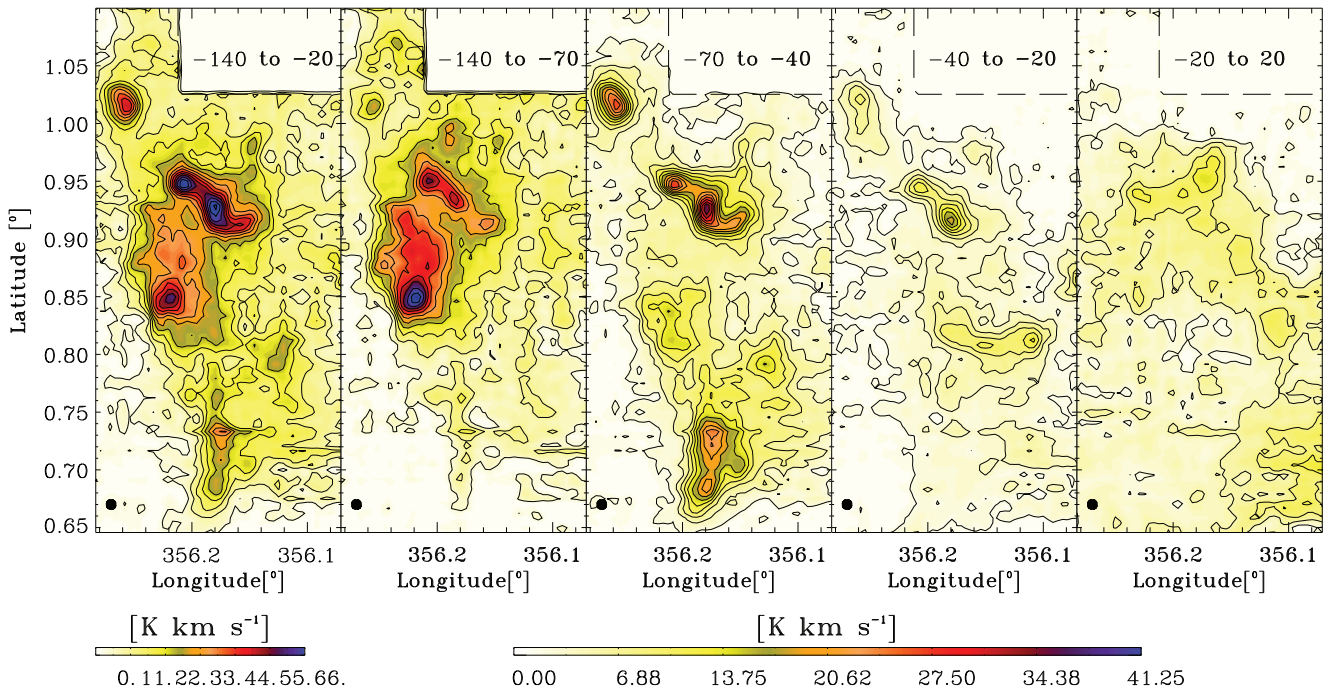 −140 to −20 −140 to −70 −70 to −40 −40 to −20 −20 to 20
1.05
1.00
0.95
0.90
0.85
0.80
0.75
0.70
0.65
Latitude [°]
356.2 356.1 356.2 356.1 356.2 356.1 356.2 356.1 356.2 356.1
Longitude[°] Longitude[°] Longitude[°] Longitude[°] Longitude[°]
[K km s⁻¹] [K km s⁻¹]
0. 11.22.33.44.55.66. 0.00 6.88 13.75 20.62 27.50 34.38 41.25